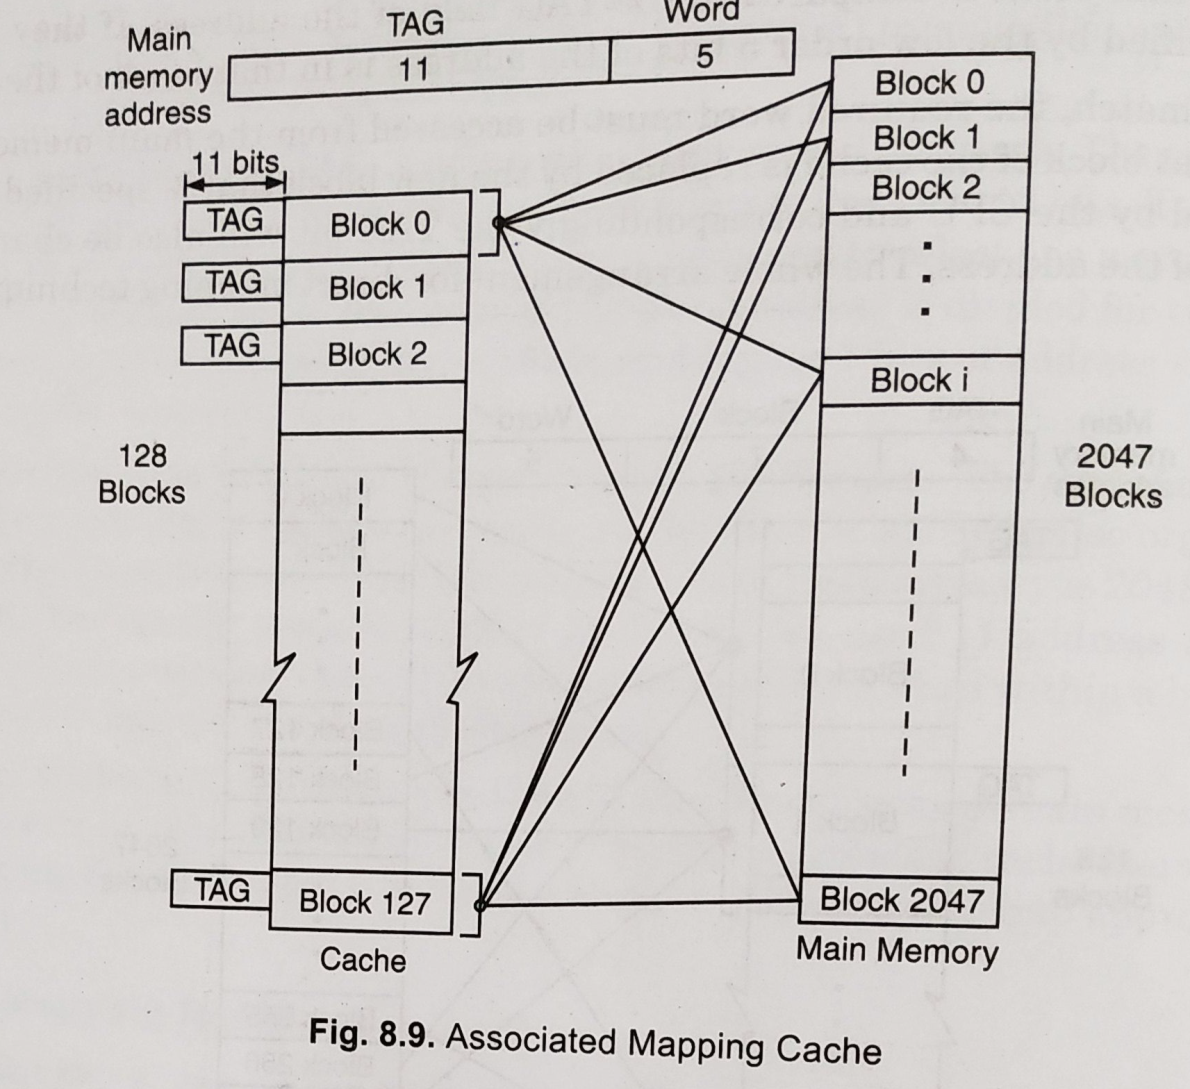 Main
memory
address
TAG
Word
11
5
11 bits
TAG
Block 0
TAG
Block 1
TAG
Block 2
128
Blocks
TAG
Block 127
Cache
Block 0
Block 1
Block 2
Block i
2047
Blocks
Block 2047
Main Memory
Fig. 8.9. Associated Mapping Cache